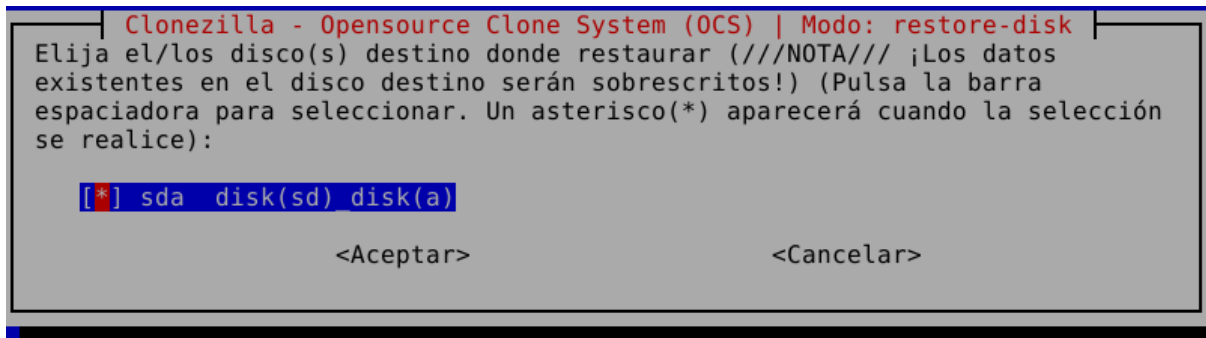 Clonezilla - Opensource Clone System (OCS) | Modo: restore-disk
Elija el/los disco(s) destino donde restaurar (///NOTA/// ¡Los datos
existentes en el disco destino serán sobrescritos!) (Pulsa la barra
espaciadora para seleccionar. Un asterisco(*) aparecerá cuando la selección
se realice):
[*] sda  disk(sd)_disk(a)
<Aceptar> <Cancelar>